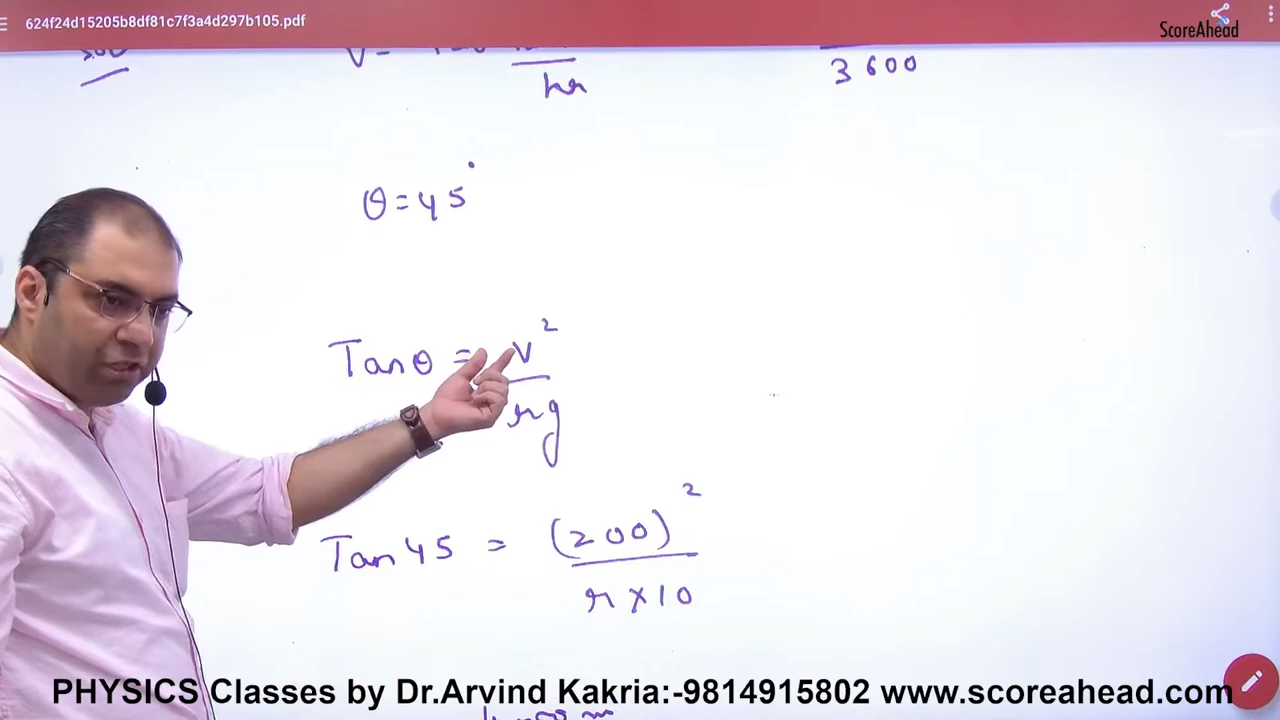 624f24d15205b8df81c7f3a4d297b105.pdf
ScoreAhead
V =
hr
3600
θ = 45°
Tanθ = v²
rg
Tan 45 = (200)²
r × 10
PHYSICS Classes by Dr.Arvind Kakria:-9814915802 www.scoreahead.com